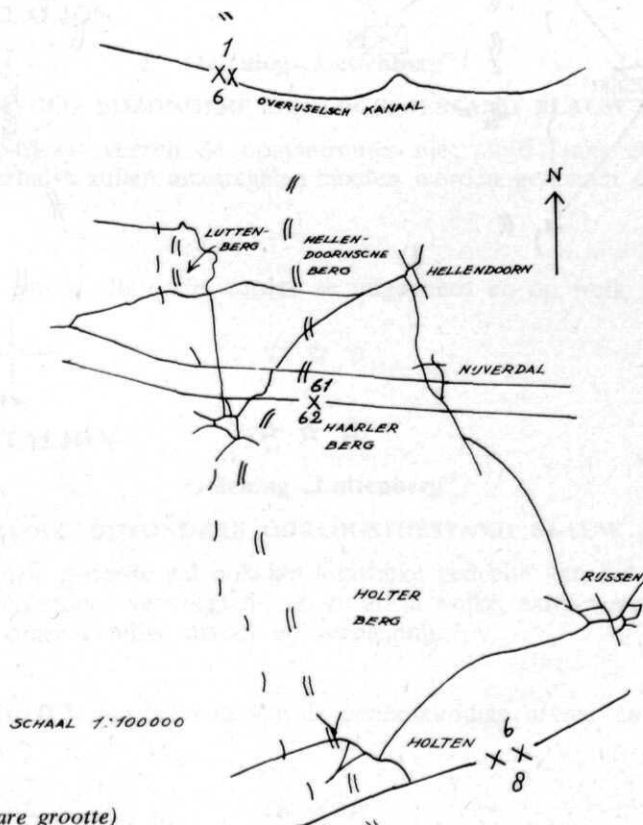 1
6
OVERIJSELSCH KANAAL
N
LUTTEN-
BERG
HELLEN-
DOORNSCHE
BERG
HELLENDOORN
NIJVERDAL
61
62
HAARLER
BERG
HOLTER
BERG
RIJSSEN
SCHAAL 1:100000
HOLTEN
6
8
are grootte)